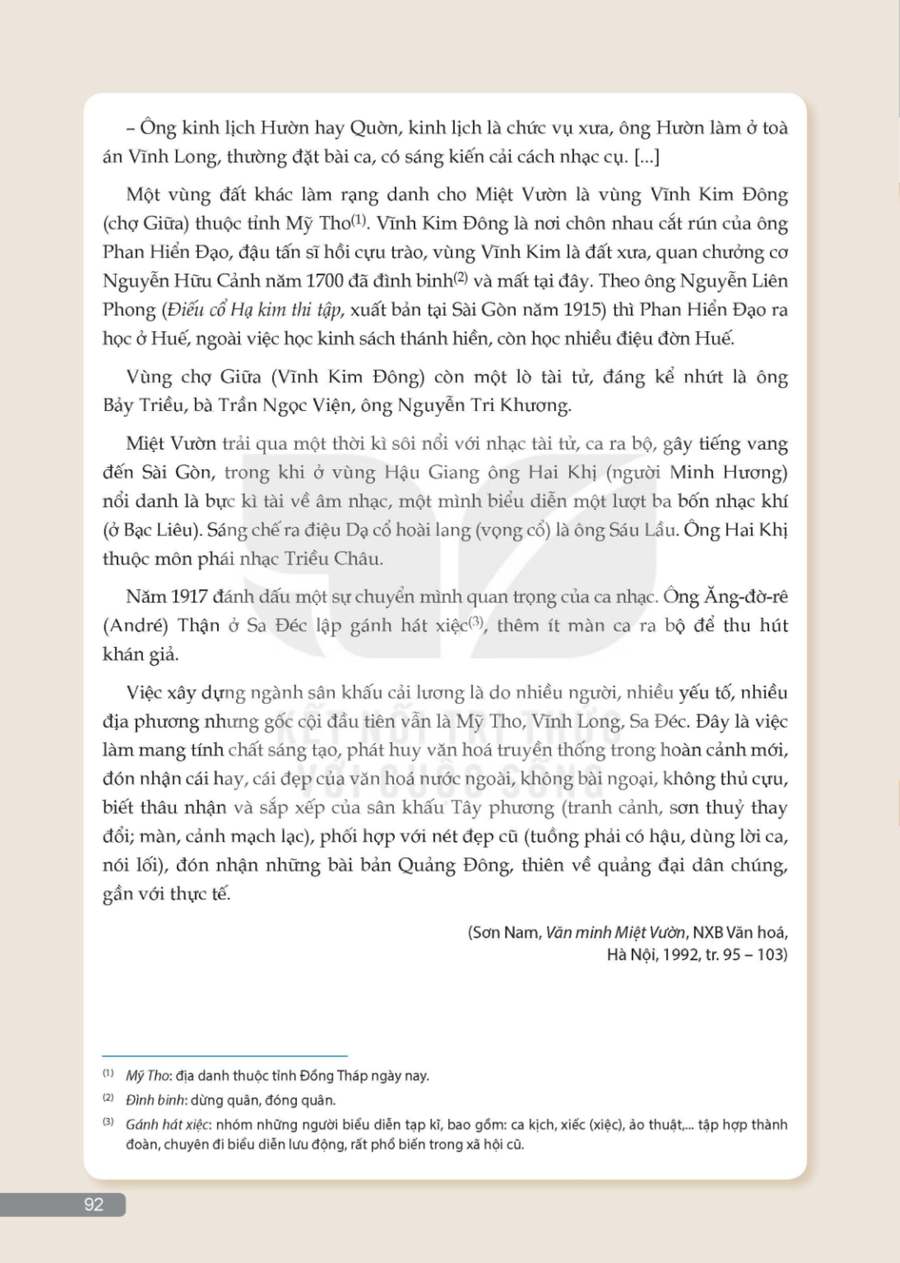 – Ông kinh lịch Hườn hay Quờn, kinh lịch là chức vụ xưa, ông Hườn làm ở toà
án Vĩnh Long, thường đặt bài ca, có sáng kiến cải cách nhạc cụ. [...]
Một vùng đất khác làm rạng danh cho Miệt Vườn là vùng Vĩnh Kim Đông
(chợ Giữa) thuộc tỉnh Mỹ Tho(1). Vĩnh Kim Đông là nơi chôn nhau cắt rún của ông
Phan Hiển Đạo, đậu tấn sĩ hồi cựu trào, vùng Vĩnh Kim là đất xưa, quan chưởng cơ
Nguyễn Hữu Cảnh năm 1700 đã đình binh(2) và mất tại đây. Theo ông Nguyễn Liên
Phong (Điếu cổ Hạ kim thi tập, xuất bản tại Sài Gòn năm 1915) thì Phan Hiển Đạo ra
học ở Huế, ngoài việc học kinh sách thánh hiền, còn học nhiều điệu đờn Huế.
Vùng chợ Giữa (Vĩnh Kim Đông) còn một lò tài tử, đáng kể nhứt là ông
Bảy Triều, bà Trần Ngọc Viện, ông Nguyễn Tri Khương.
Miệt Vườn trải qua một thời kì sôi nổi với nhạc tài tử, ca ra bộ, gây tiếng vang
đến Sài Gòn, trong khi ở vùng Hậu Giang ông Hai Khị (người Minh Hương)
nổi danh là bực kì tài về âm nhạc, một mình biểu diễn một lượt ba bốn nhạc khí
(ở Bạc Liêu). Sáng chế ra điệu Dạ cổ hoài lang (vọng cổ) là ông Sáu Lầu. Ông Hai Khị
thuộc môn phái nhạc Triều Châu.
Năm 1917 đánh dấu một sự chuyển mình quan trọng của ca nhạc. Ông Ăng-đờ-rê
(André) Thận ở Sa Đéc lập gánh hát xiệc(3), thêm ít màn ca ra bộ để thu hút
khán giả.
Việc xây dựng ngành sân khấu cải lương là do nhiều người, nhiều yếu tố, nhiều
địa phương nhưng gốc cội đầu tiên vẫn là Mỹ Tho, Vĩnh Long, Sa Đéc. Đây là việc
làm mang tính chất sáng tạo, phát huy văn hoá truyền thống trong hoàn cảnh mới,
đón nhận cái hay, cái đẹp của văn hoá nước ngoài, không bài ngoại, không thủ cựu,
biết thâu nhận và sắp xếp của sân khấu Tây phương (tranh cảnh, sơn thuỷ thay
đổi; màn, cảnh mạch lạc), phối hợp với nét đẹp cũ (tuồng phải có hậu, dùng lời ca,
nói lối), đón nhận những bài bản Quảng Đông, thiên về quảng đại dân chúng,
gần với thực tế.
KẾT NỐI TRI THỨC
VỚI CUỘC SỐNG
(Sơn Nam, Văn minh Miệt Vườn, NXB Văn hoá,
Hà Nội, 1992, tr. 95 – 103)
(1) Mỹ Tho: địa danh thuộc tỉnh Đồng Tháp ngày nay.
(2) Đình binh: dừng quân, đóng quân.
(3) Gánh hát xiệc: nhóm những người biểu diễn tạp kĩ, bao gồm: ca kịch, xiếc (xiệc), ảo thuật,... tập hợp thành
đoàn, chuyên đi biểu diễn lưu động, rất phổ biến trong xã hội cũ.
92